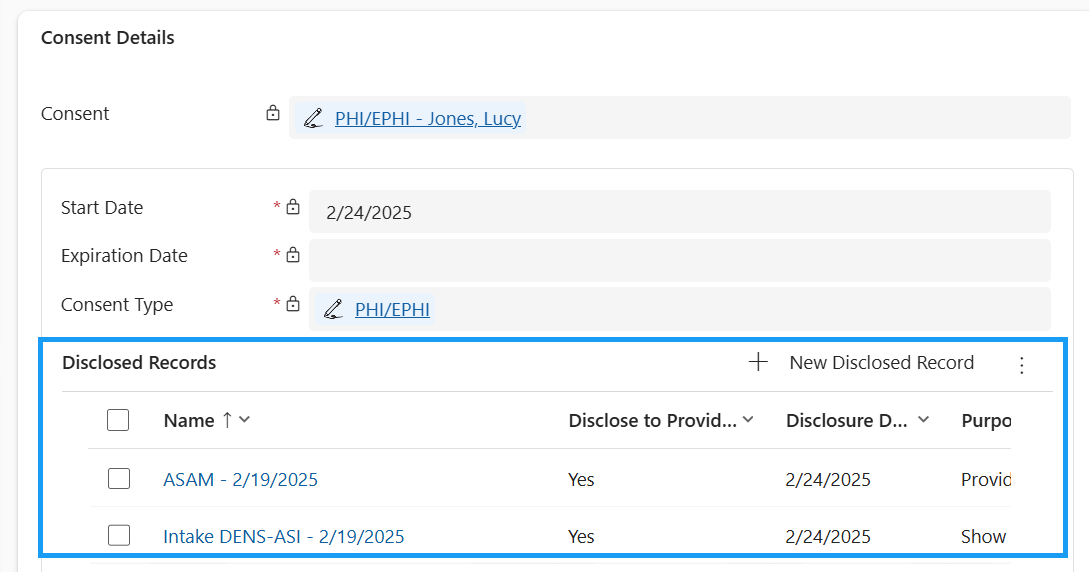 Consent Details
Consent PHI/EPHI - Jones, Lucy
Start Date * 2/24/2025
Expiration Date *
Consent Type * PHI/EPHI
Disclosed Records + New Disclosed Record
Name ↑ Disclose to Provid... Disclosure D... Purpo
ASAM - 2/19/2025 Yes 2/24/2025 Provid
Intake DENS-ASI - 2/19/2025 Yes 2/24/2025 Show